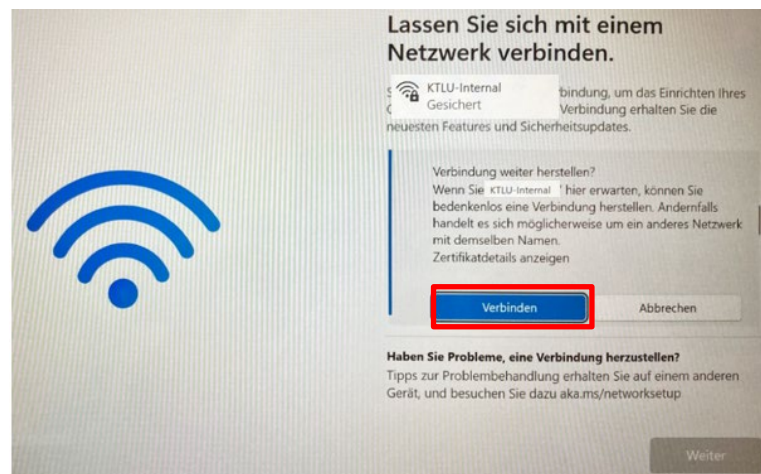 Lassen Sie sich mit einem
Netzwerk verbinden.
KTLU-Internal
Gesichert
bindung, um das Einrichten Ihres
Verbindung erhalten Sie die
neuesten Features und Sicherheitsupdates.
Verbindung weiter herstellen?
Wenn Sie KTLU-Internal ' hier erwarten, können Sie
bedenkenlos eine Verbindung herstellen. Andernfalls
handelt es sich möglicherweise um ein anderes Netzwerk
mit demselben Namen.
Zertifikatdetails anzeigen
Verbinden Abbrechen
Haben Sie Probleme, eine Verbindung herzustellen?
Tipps zur Problembehandlung erhalten Sie auf einem anderen
Gerät, und besuchen Sie dazu aka.ms/networksetup
Weiter